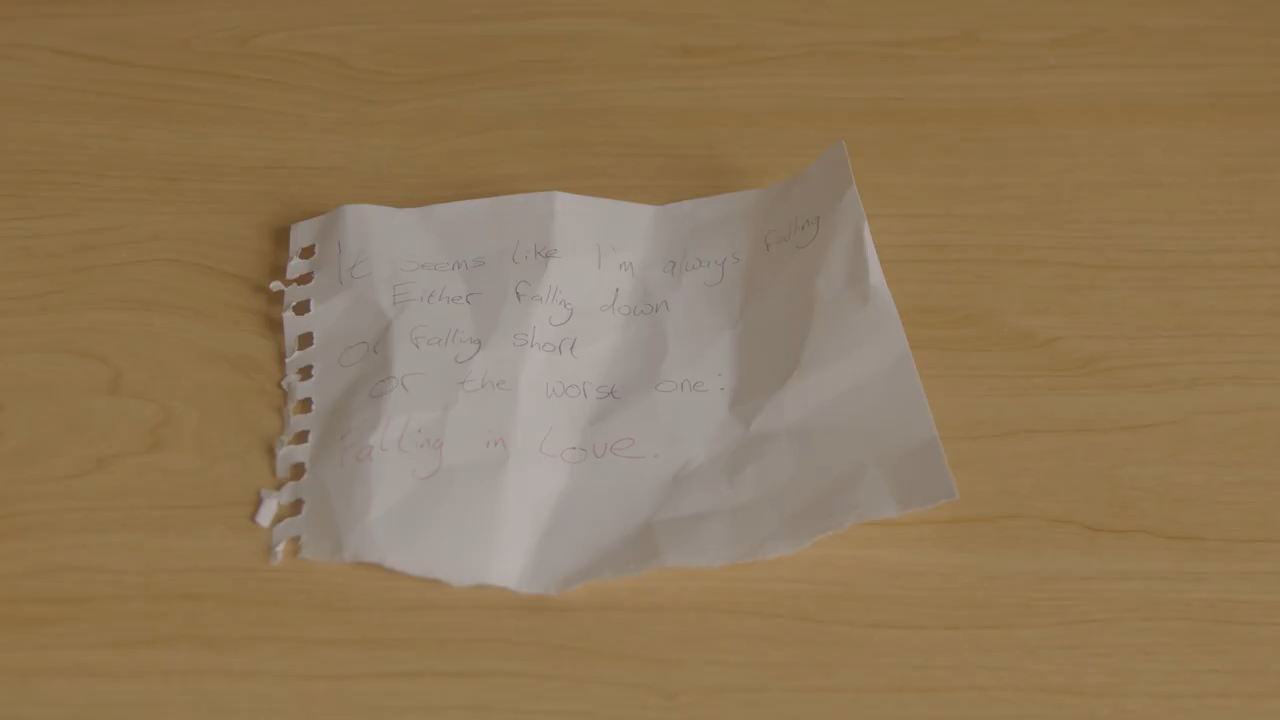 It seems like I'm always falling
Either falling down
Or falling short
Or the worst one:
falling in Love.